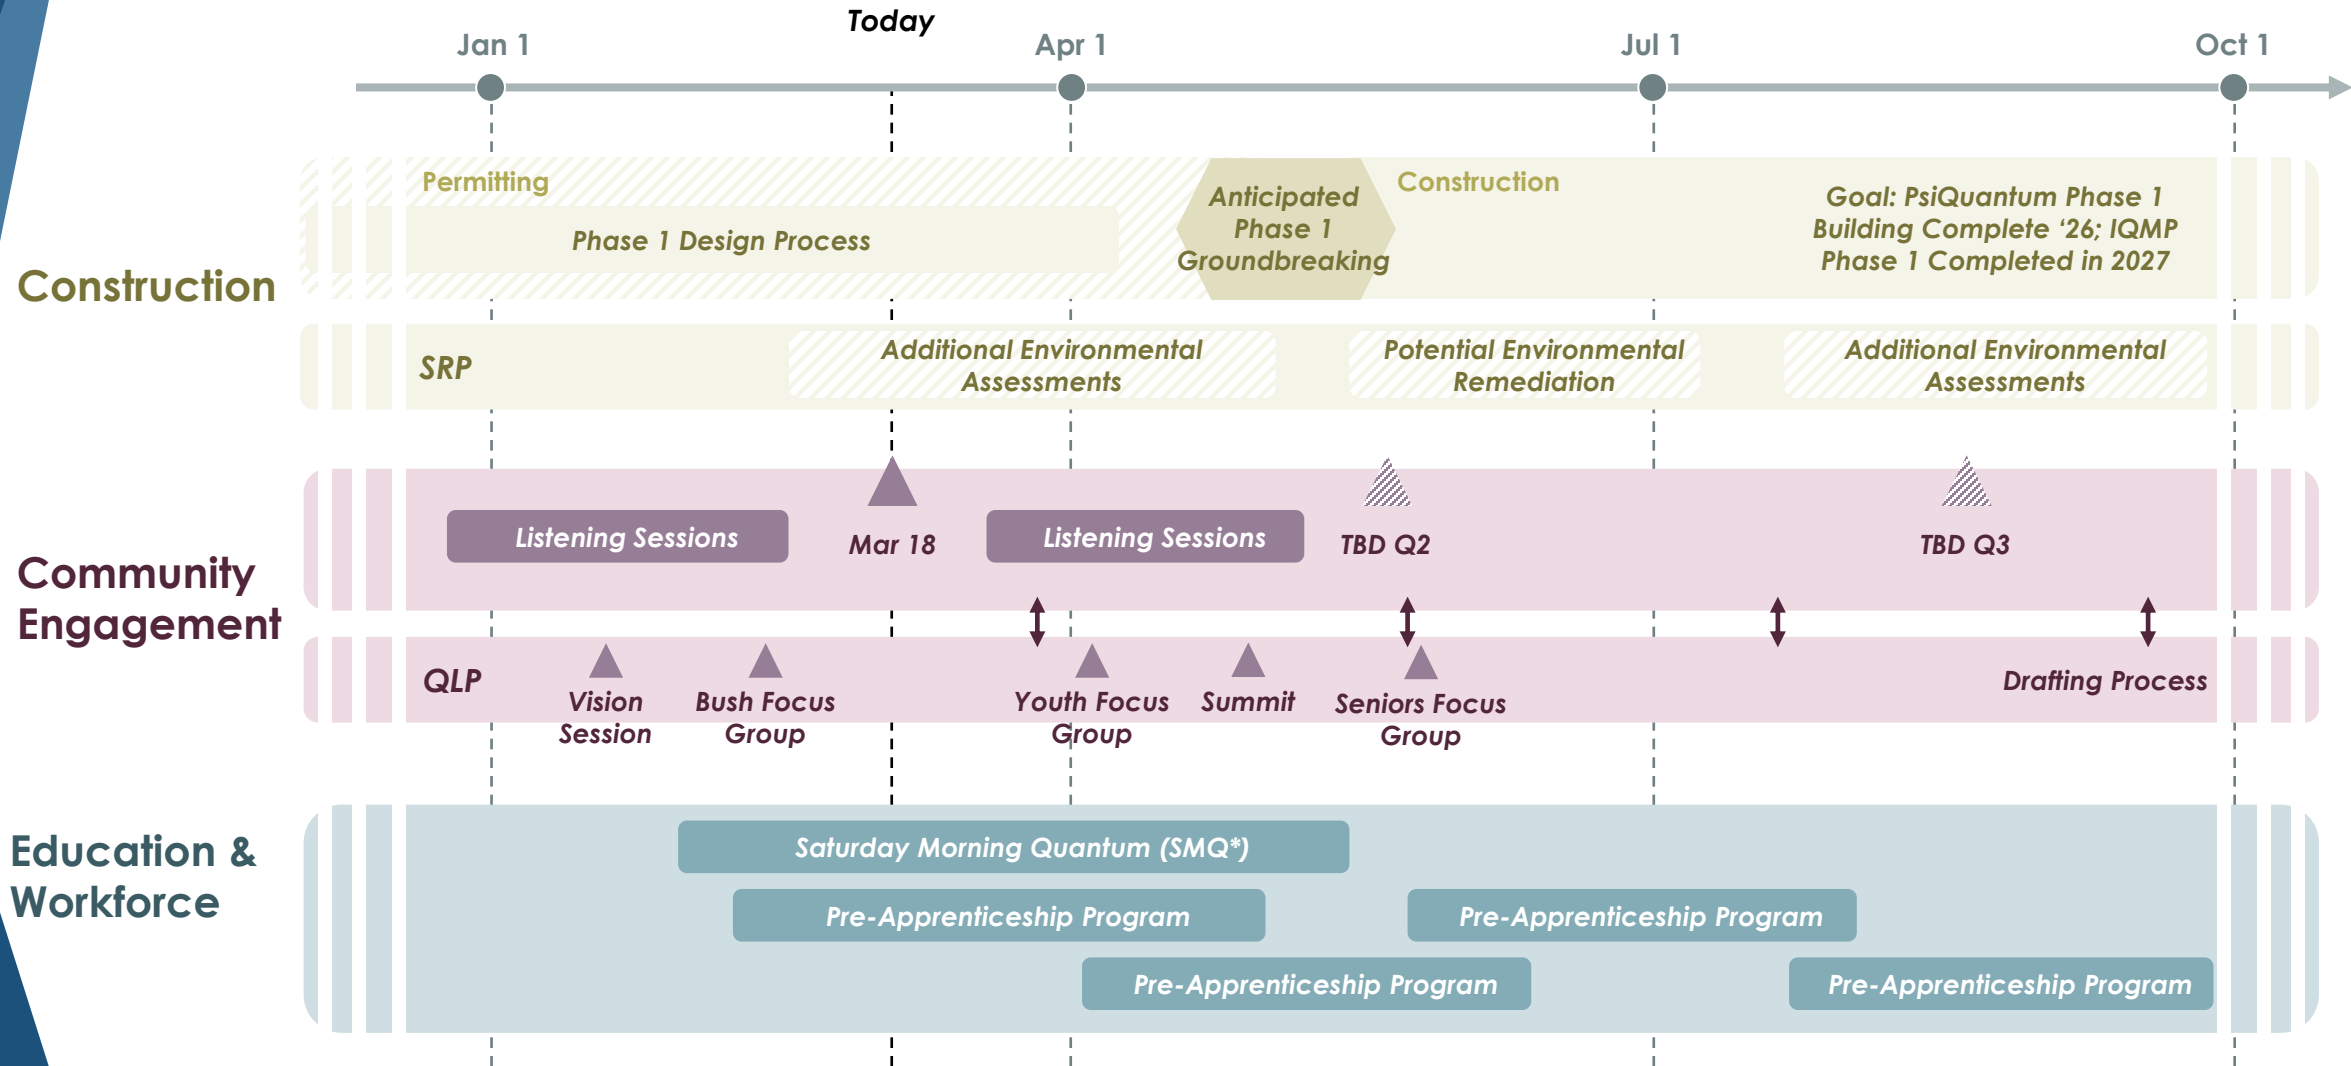 Today
Jan 1
Apr 1
Jul 1
Oct 1
Construction
Permitting
Phase 1 Design Process
Anticipated
Phase 1
Groundbreaking
Construction
Goal: PsiQuantum Phase 1
Building Complete ‘26; IQMP
Phase 1 Completed in 2027
SRP
Additional Environmental
Assessments
Potential Environmental
Remediation
Additional Environmental
Assessments
Community
Engagement
Listening Sessions
Mar 18
Listening Sessions
TBD Q2
TBD Q3
QLP
Vision
Session
Bush Focus
Group
Youth Focus
Group
Summit
Seniors Focus
Group
Drafting Process
Education &
Workforce
Saturday Morning Quantum (SMQ*)
Pre-Apprenticeship Program
Pre-Apprenticeship Program
Pre-Apprenticeship Program
Pre-Apprenticeship Program